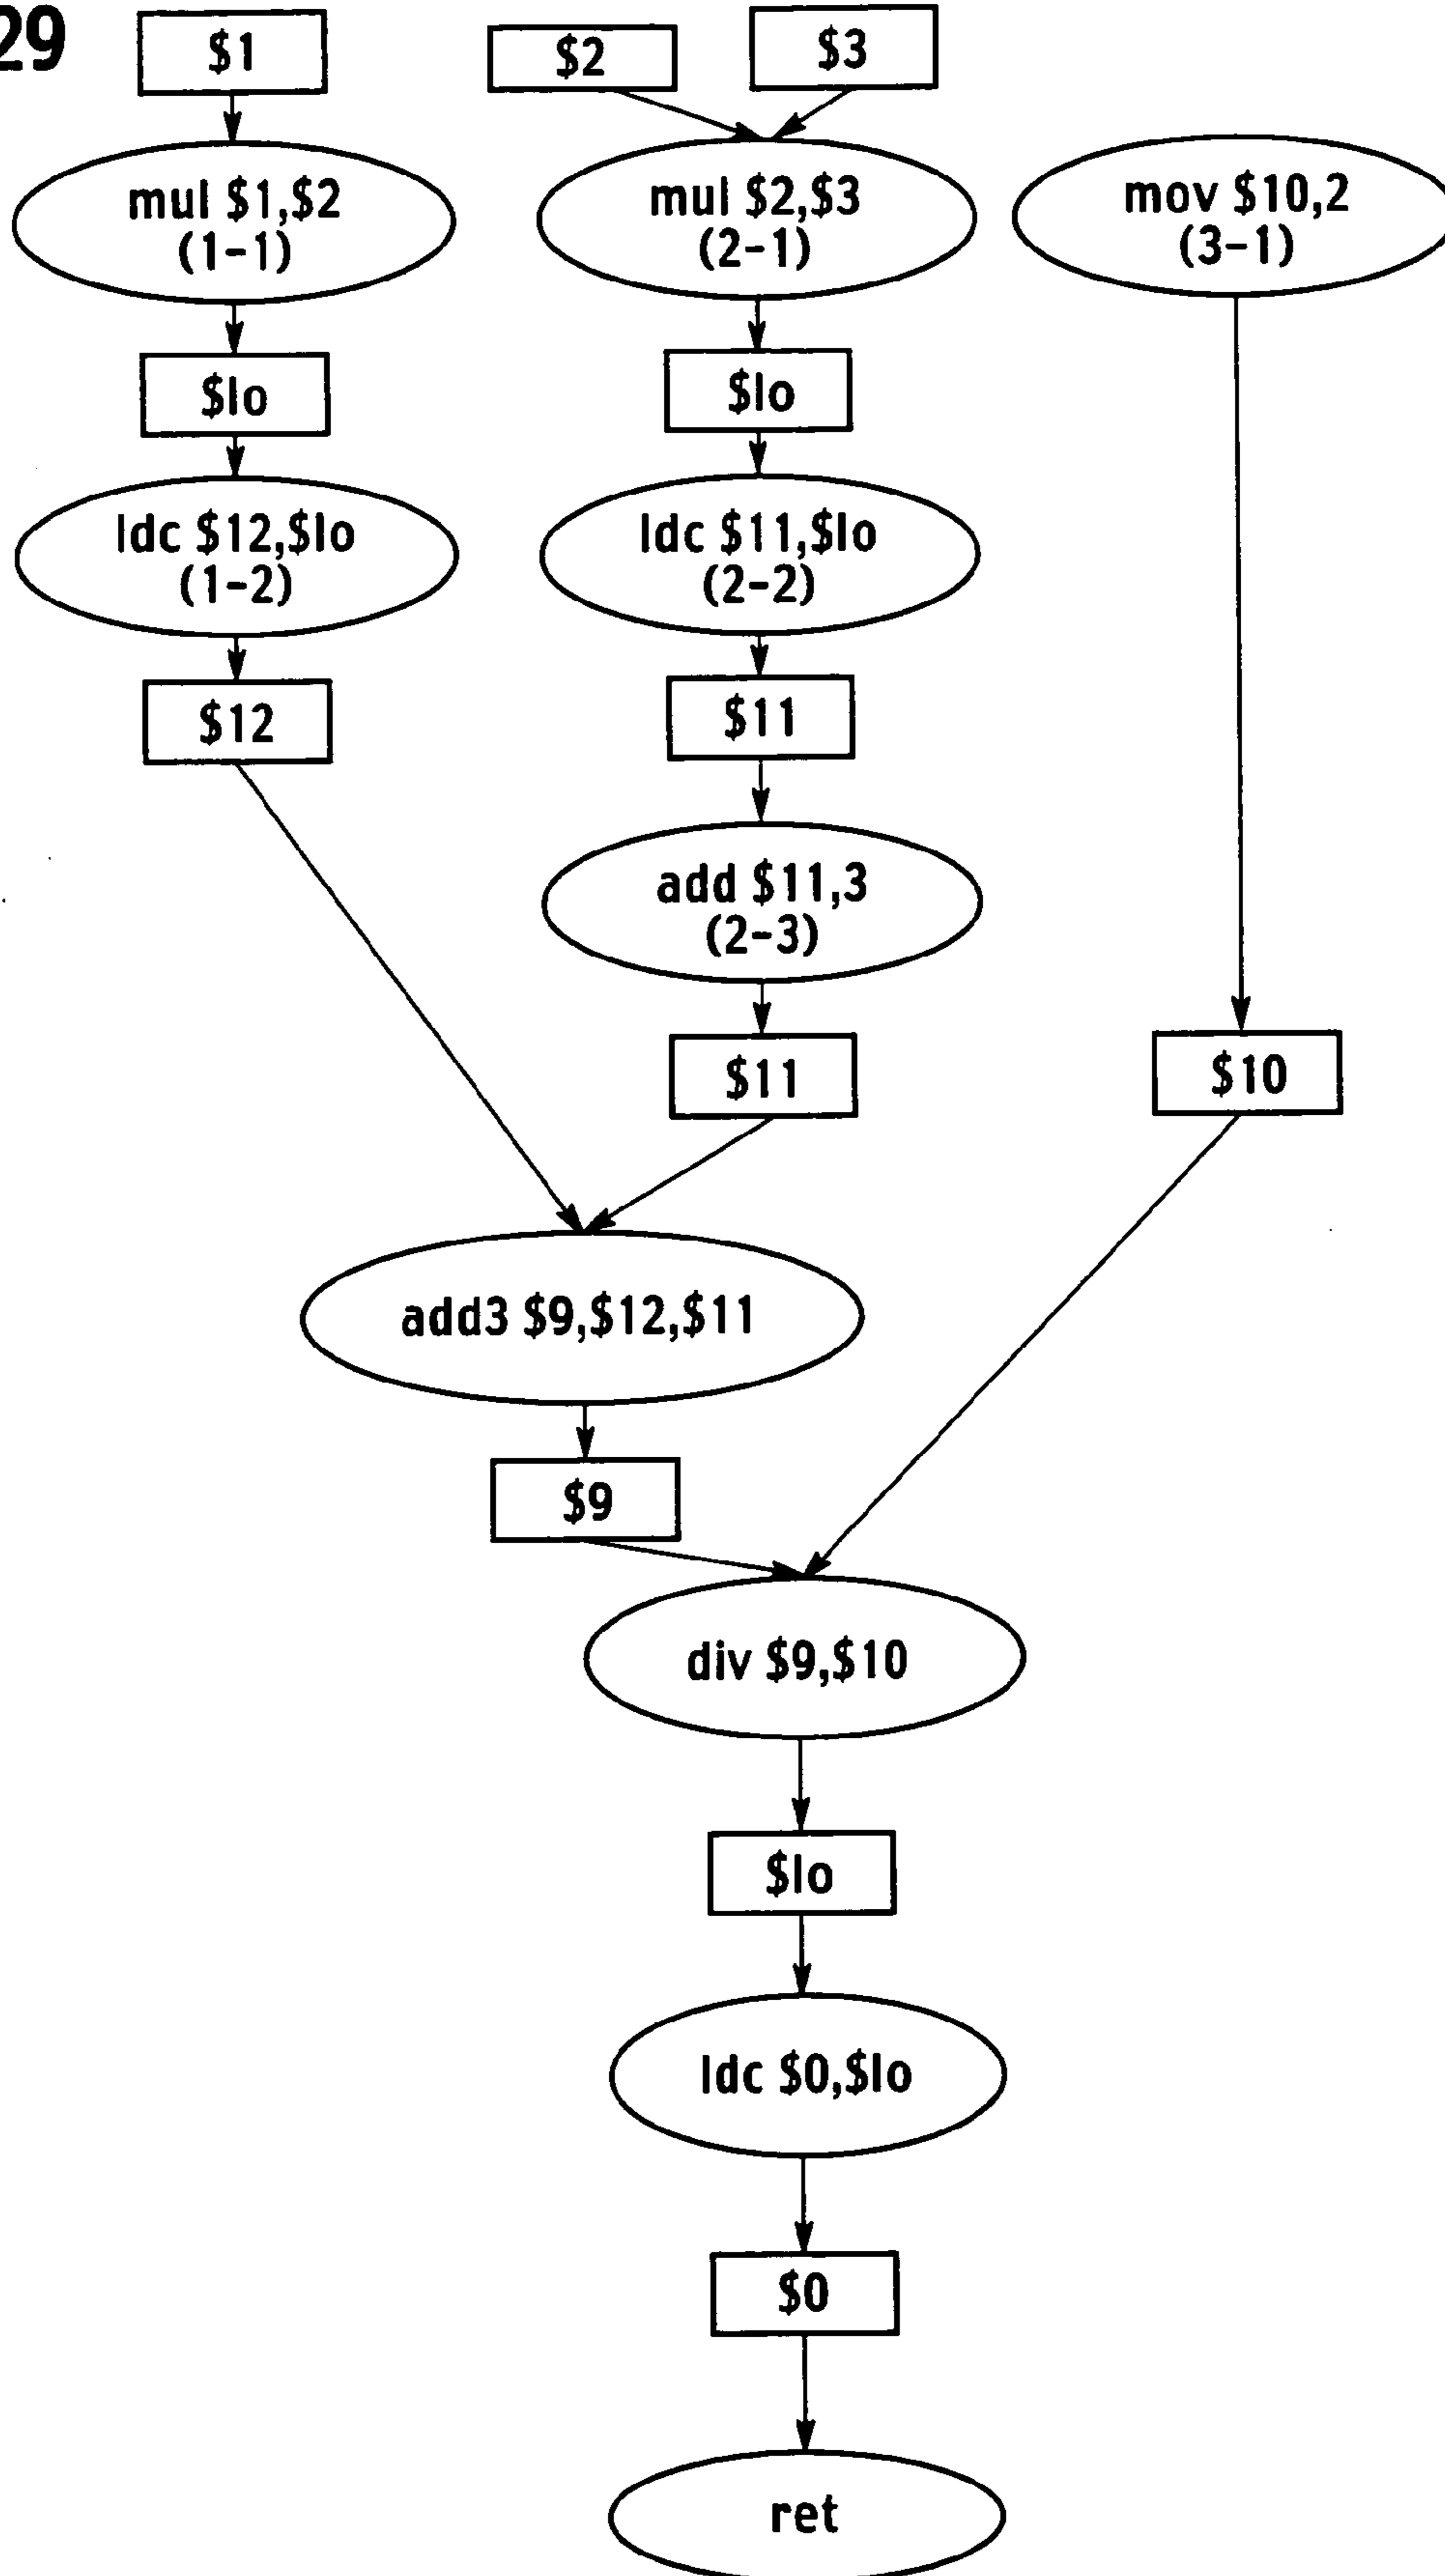 29
$1
$2
$3
mul $1,$2
(1-1)
mul $2,$3
(2-1)
mov $10,2
(3-1)
$lo
$lo
ldc $12,$lo
(1-2)
ldc $11,$lo
(2-2)
$12
$11
add $11,3
(2-3)
$11
$10
add3 $9,$12,$11
$9
div $9,$10
$lo
ldc $0,$lo
$0
ret